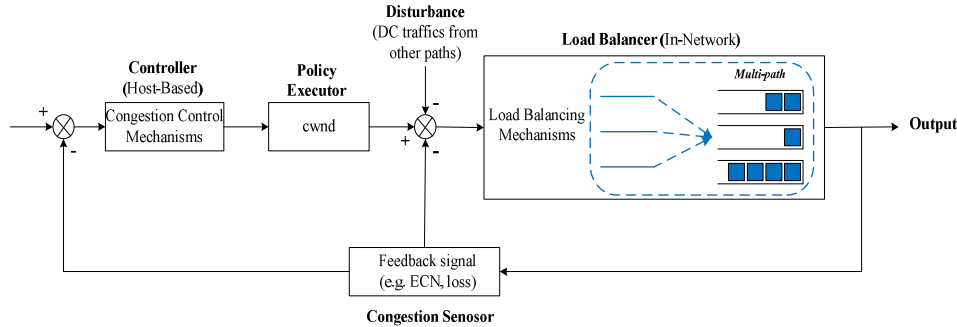 Disturbance
(DC traffics from
other paths)
Load Balancer (In-Network)
Controller
(Host-Based)
Policy
Executor
Multi-path
+
Congestion Control
Mechanisms
cwnd
-
Load Balancing
Mechanisms
Output
-
+
-
Feedback signal
(e.g. ECN, loss)
Congestion Senosor